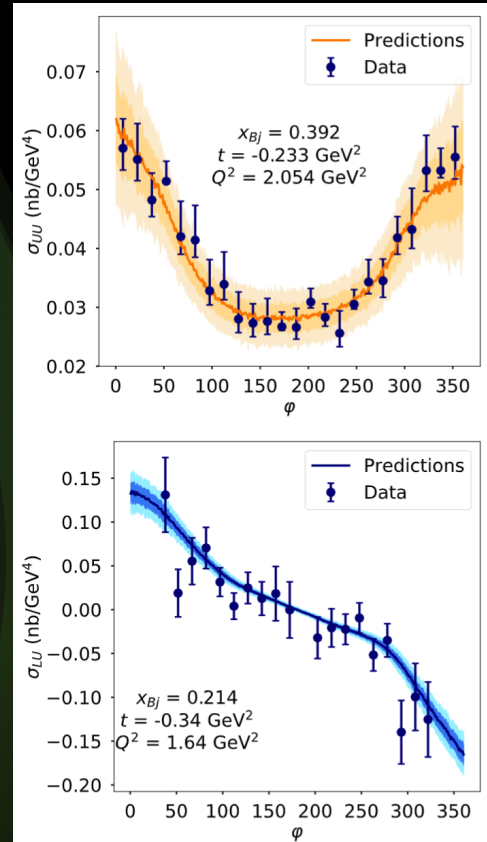 Predictions
Data
x_Bj = 0.392
t = -0.233 GeV²
Q² = 2.054 GeV²
σ_UU (nb/GeV⁴)
0.07
0.06
0.05
0.04
0.03
0.02
0 50 100 150 200 250 300 350
φ
Predictions
Data
σ_LU (nb/GeV⁴)
0.15
0.10
0.05
0.00
−0.05
−0.10
−0.15
−0.20
x_Bj = 0.214
t = -0.34 GeV²
Q² = 1.64 GeV²
0 50 100 150 200 250 300 350
φ